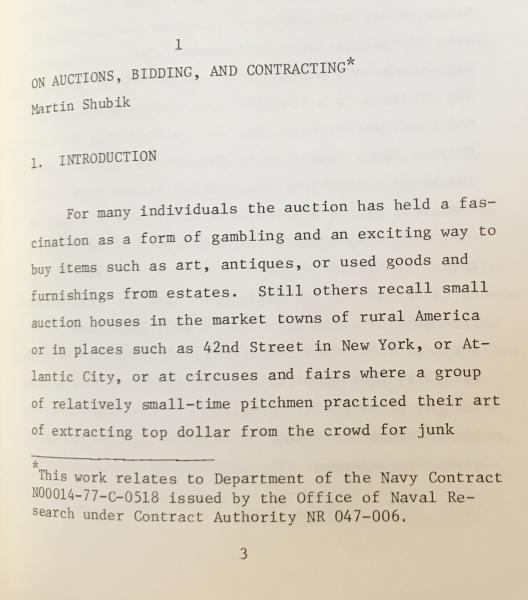 1
ON AUCTIONS, BIDDING, AND CONTRACTING*
Martin Shubik
1. INTRODUCTION
For many individuals the auction has held a fas-
cination as a form of gambling and an exciting way to
buy items such as art, antiques, or used goods and
furnishings from estates. Still others recall small
auction houses in the market towns of rural America
or in places such as 42nd Street in New York, or At-
lantic City, or at circuses and fairs where a group
of relatively small-time pitchmen practiced their art
of extracting top dollar from the crowd for junk
*This work relates to Department of the Navy Contract
N00014-77-C-0518 issued by the Office of Naval Re-
search under Contract Authority NR 047-006.
3